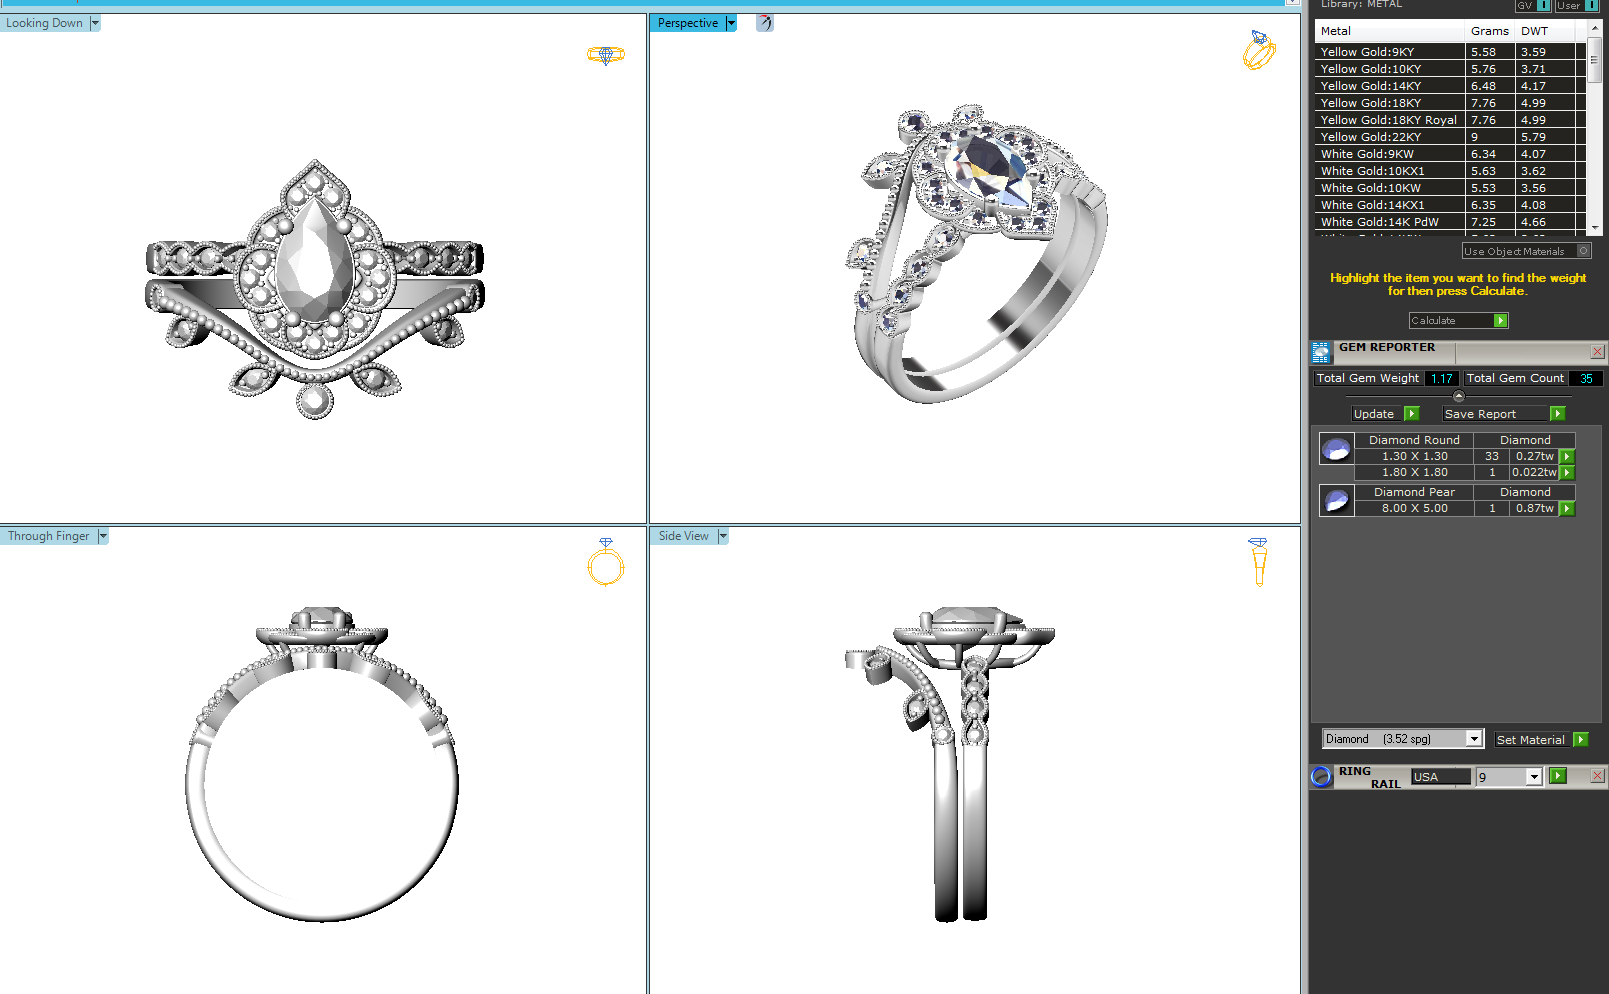 Looking Down
Perspective
Through Finger
Side View
Library: METAL
GV
User
Metal Grams DWT
Yellow Gold:9KY 5.58 3.59
Yellow Gold:10KY 5.76 3.71
Yellow Gold:14KY 6.48 4.17
Yellow Gold:18KY 7.76 4.99
Yellow Gold:18KY Royal 7.76 4.99
Yellow Gold:22KY 9 5.79
White Gold:9KW 6.34 4.07
White Gold:10KX1 5.63 3.62
White Gold:10KW 5.53 3.56
White Gold:14KX1 6.35 4.08
White Gold:14K PdW 7.25 4.66
Use Object Materials
Highlight the item you want to find the weight
for then press Calculate.
Calculate
GEM REPORTER
Total Gem Weight 1.17 Total Gem Count 35
Update Save Report
Diamond Round Diamond
1.30 X 1.30 33 0.27tw
1.80 X 1.80 1 0.022tw
Diamond Pear Diamond
8.00 X 5.00 1 0.87tw
Diamond (3.52 spg) Set Material
RING
RAIL
USA 9